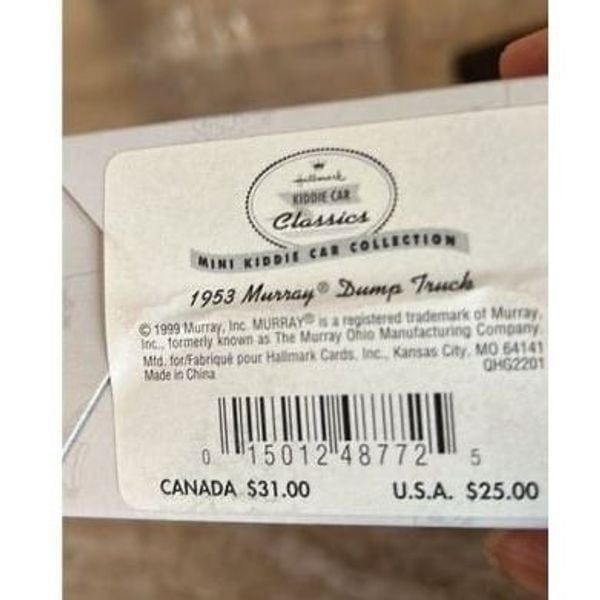 Hallmark
KIDDIE CAR
Classics
MINI KIDDIE CAR COLLECTION
1953 Murray® Dump Truck
© 1999 Murray, Inc. MURRAY® is a registered trademark of Murray,
Inc., formerly known as The Murray Ohio Manufacturing Company.
Mfd. for/Fabriqué pour Hallmark Cards, Inc., Kansas City, MO 64141
Made in China QHG2201
0 15012 48772 5
CANADA $31.00 U.S.A. $25.00